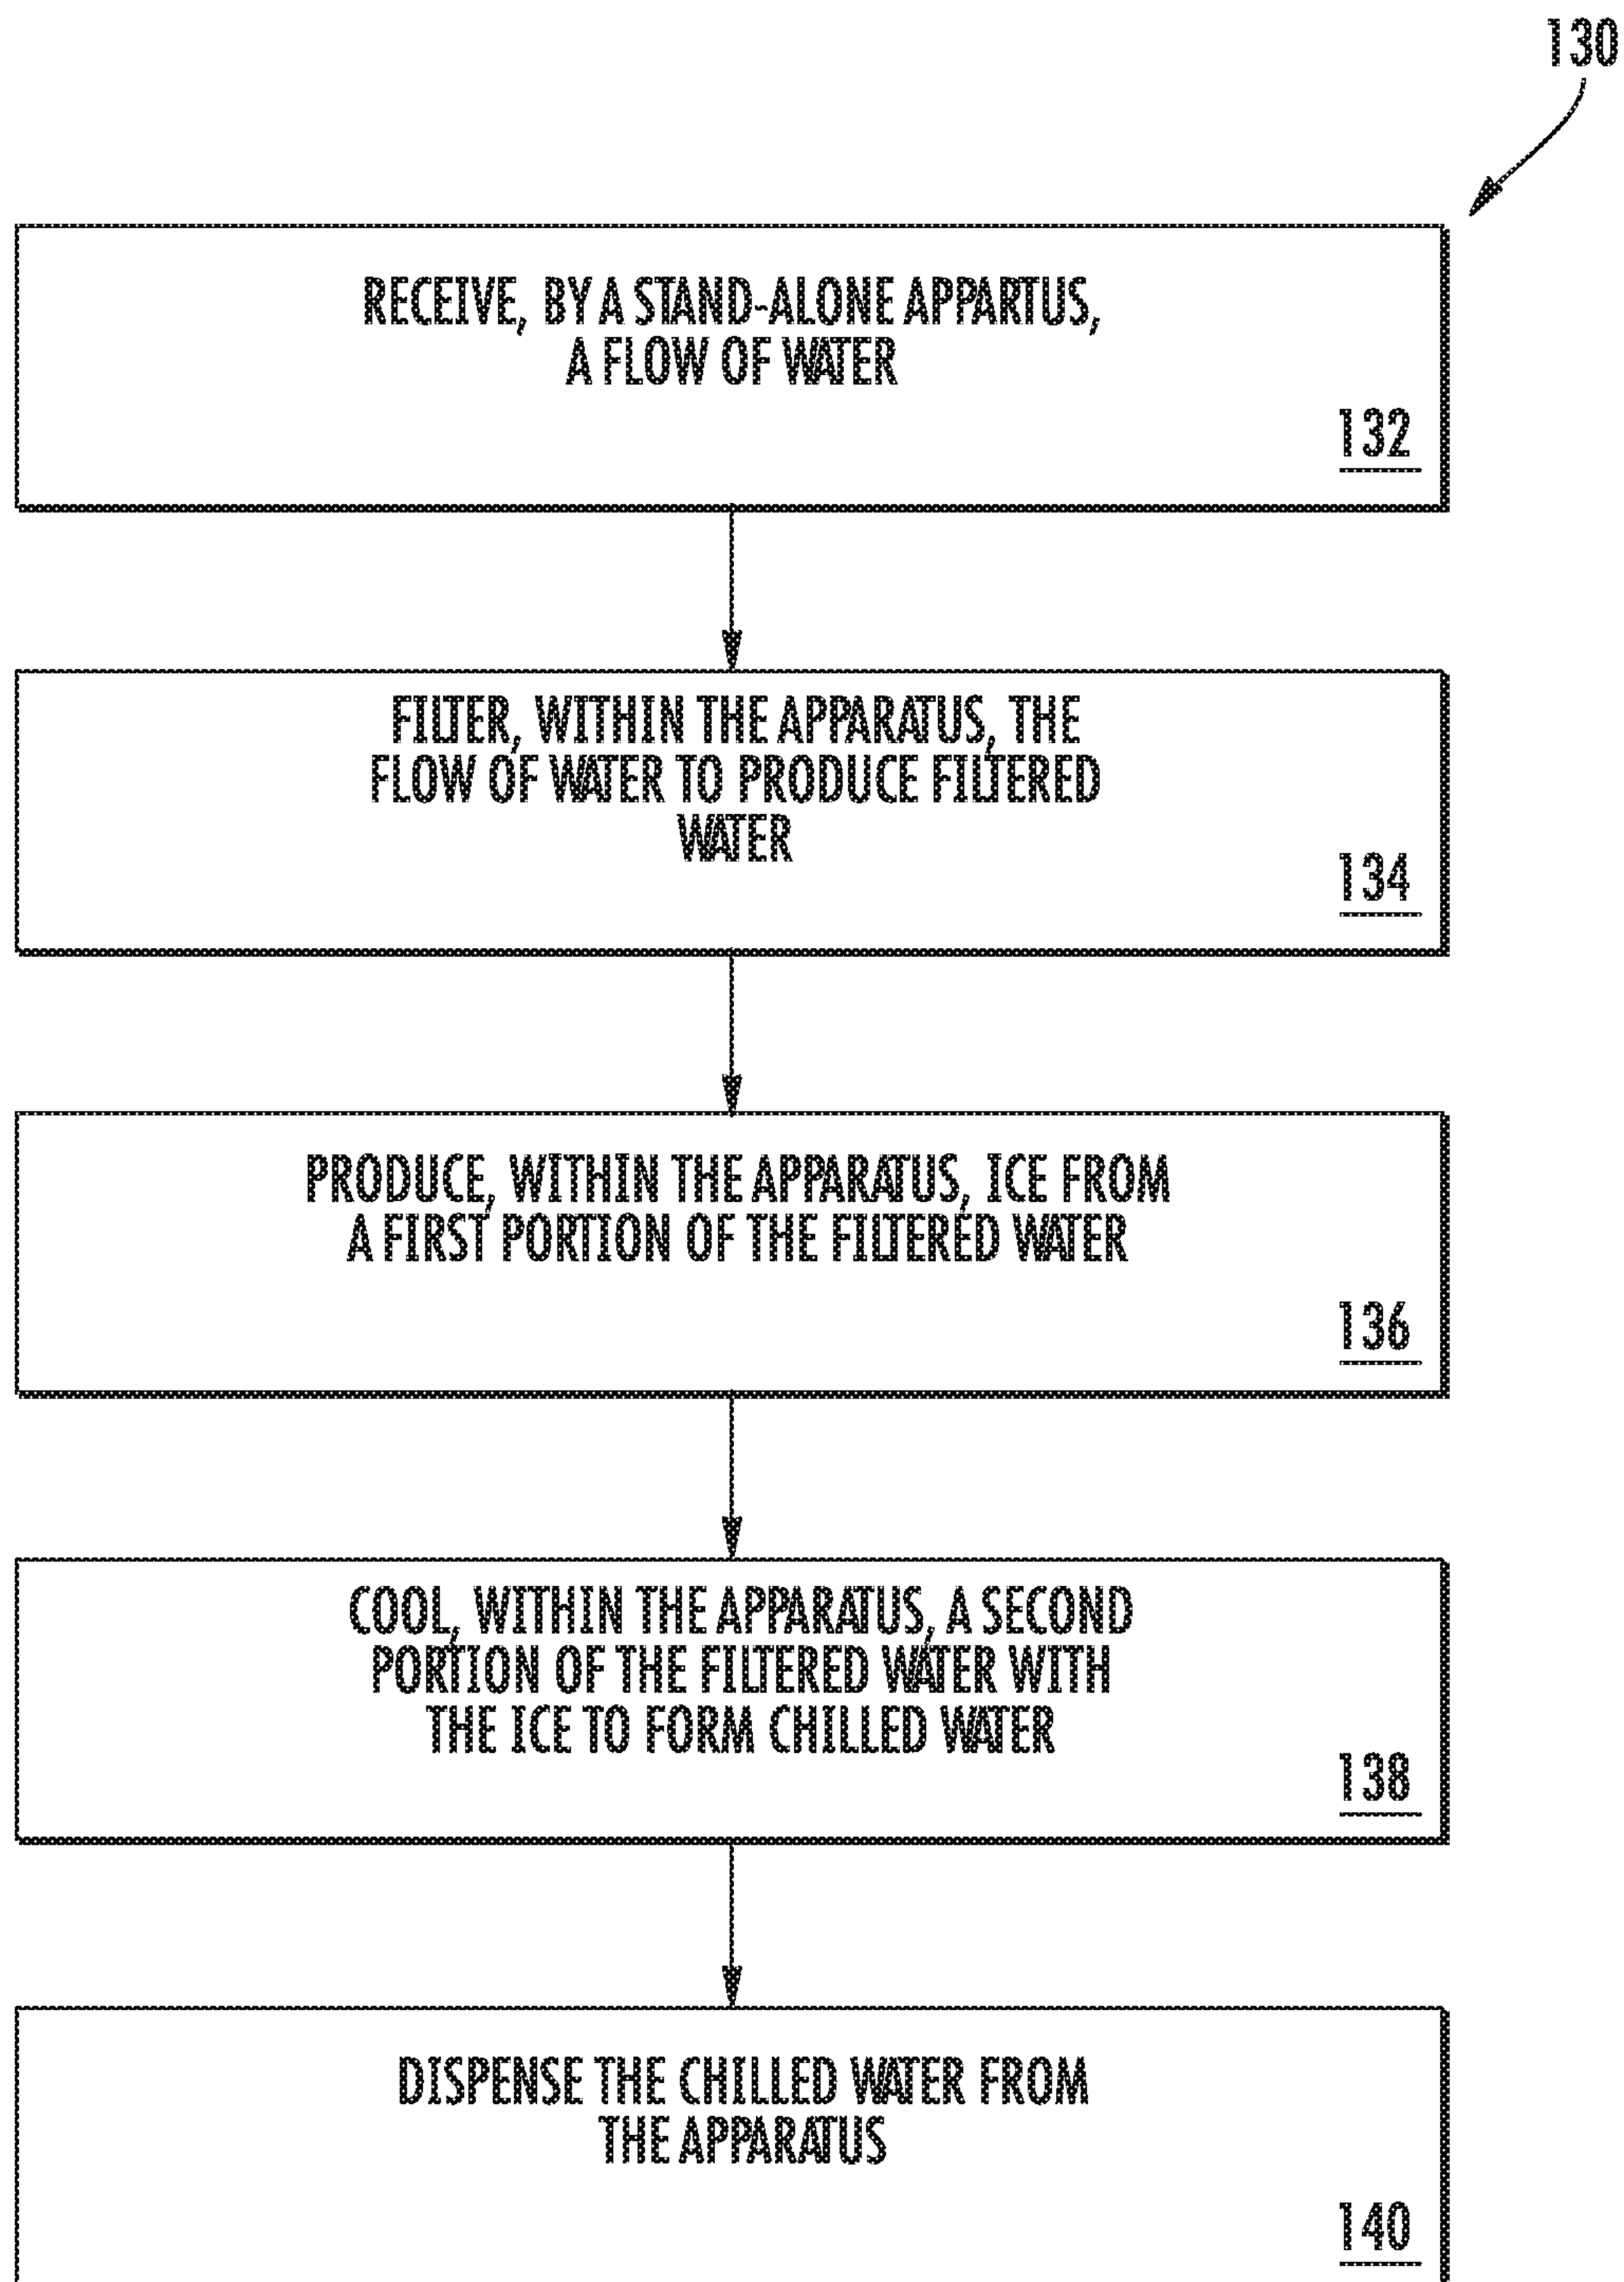 130
RECEIVE, BY A STAND-ALONE APPARTUS,
A FLOW OF WATER
132
FILTER, WITHIN THE APPARATUS, THE
FLOW OF WATER TO PRODUCE FILTERED
WATER
134
PRODUCE, WITHIN THE APPARATUS, ICE FROM
A FIRST PORTION OF THE FILTERED WATER
136
COOL, WITHIN THE APPARATUS, A SECOND
PORTION OF THE FILTERED WATER WITH
THE ICE TO FORM CHILLED WATER
138
DISPENSE THE CHILLED WATER FROM
THE APPARATUS
140